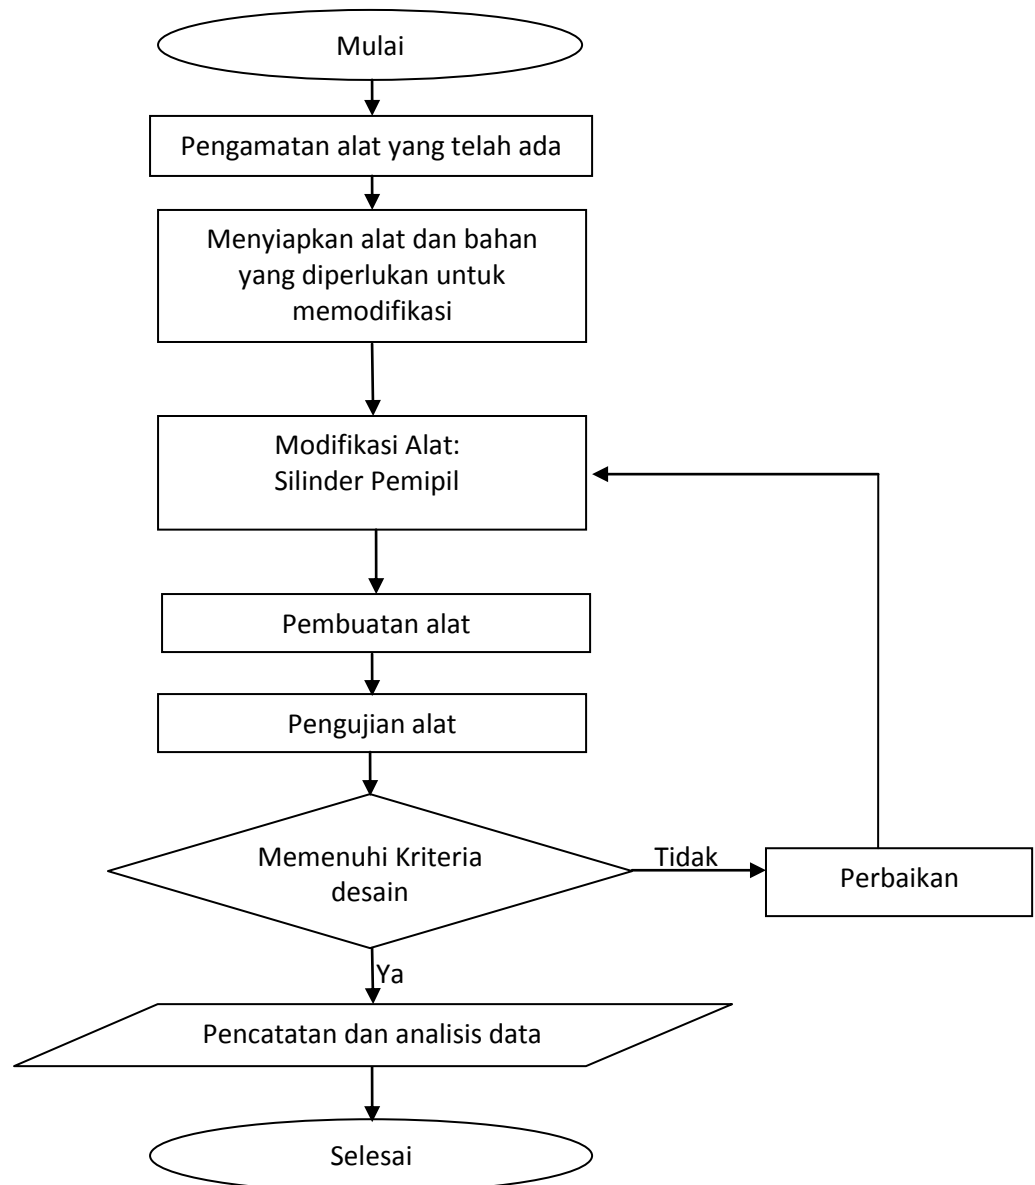 Mulai
Pengamatan alat yang telah ada
Menyiapkan alat dan bahan
yang diperlukan untuk
memodifikasi
Modifikasi Alat:
Silinder Pemipil
Pembuatan alat
Pengujian alat
Memenuhi Kriteria
desain
Tidak
Perbaikan
Ya
Pencatatan dan analisis data
Selesai